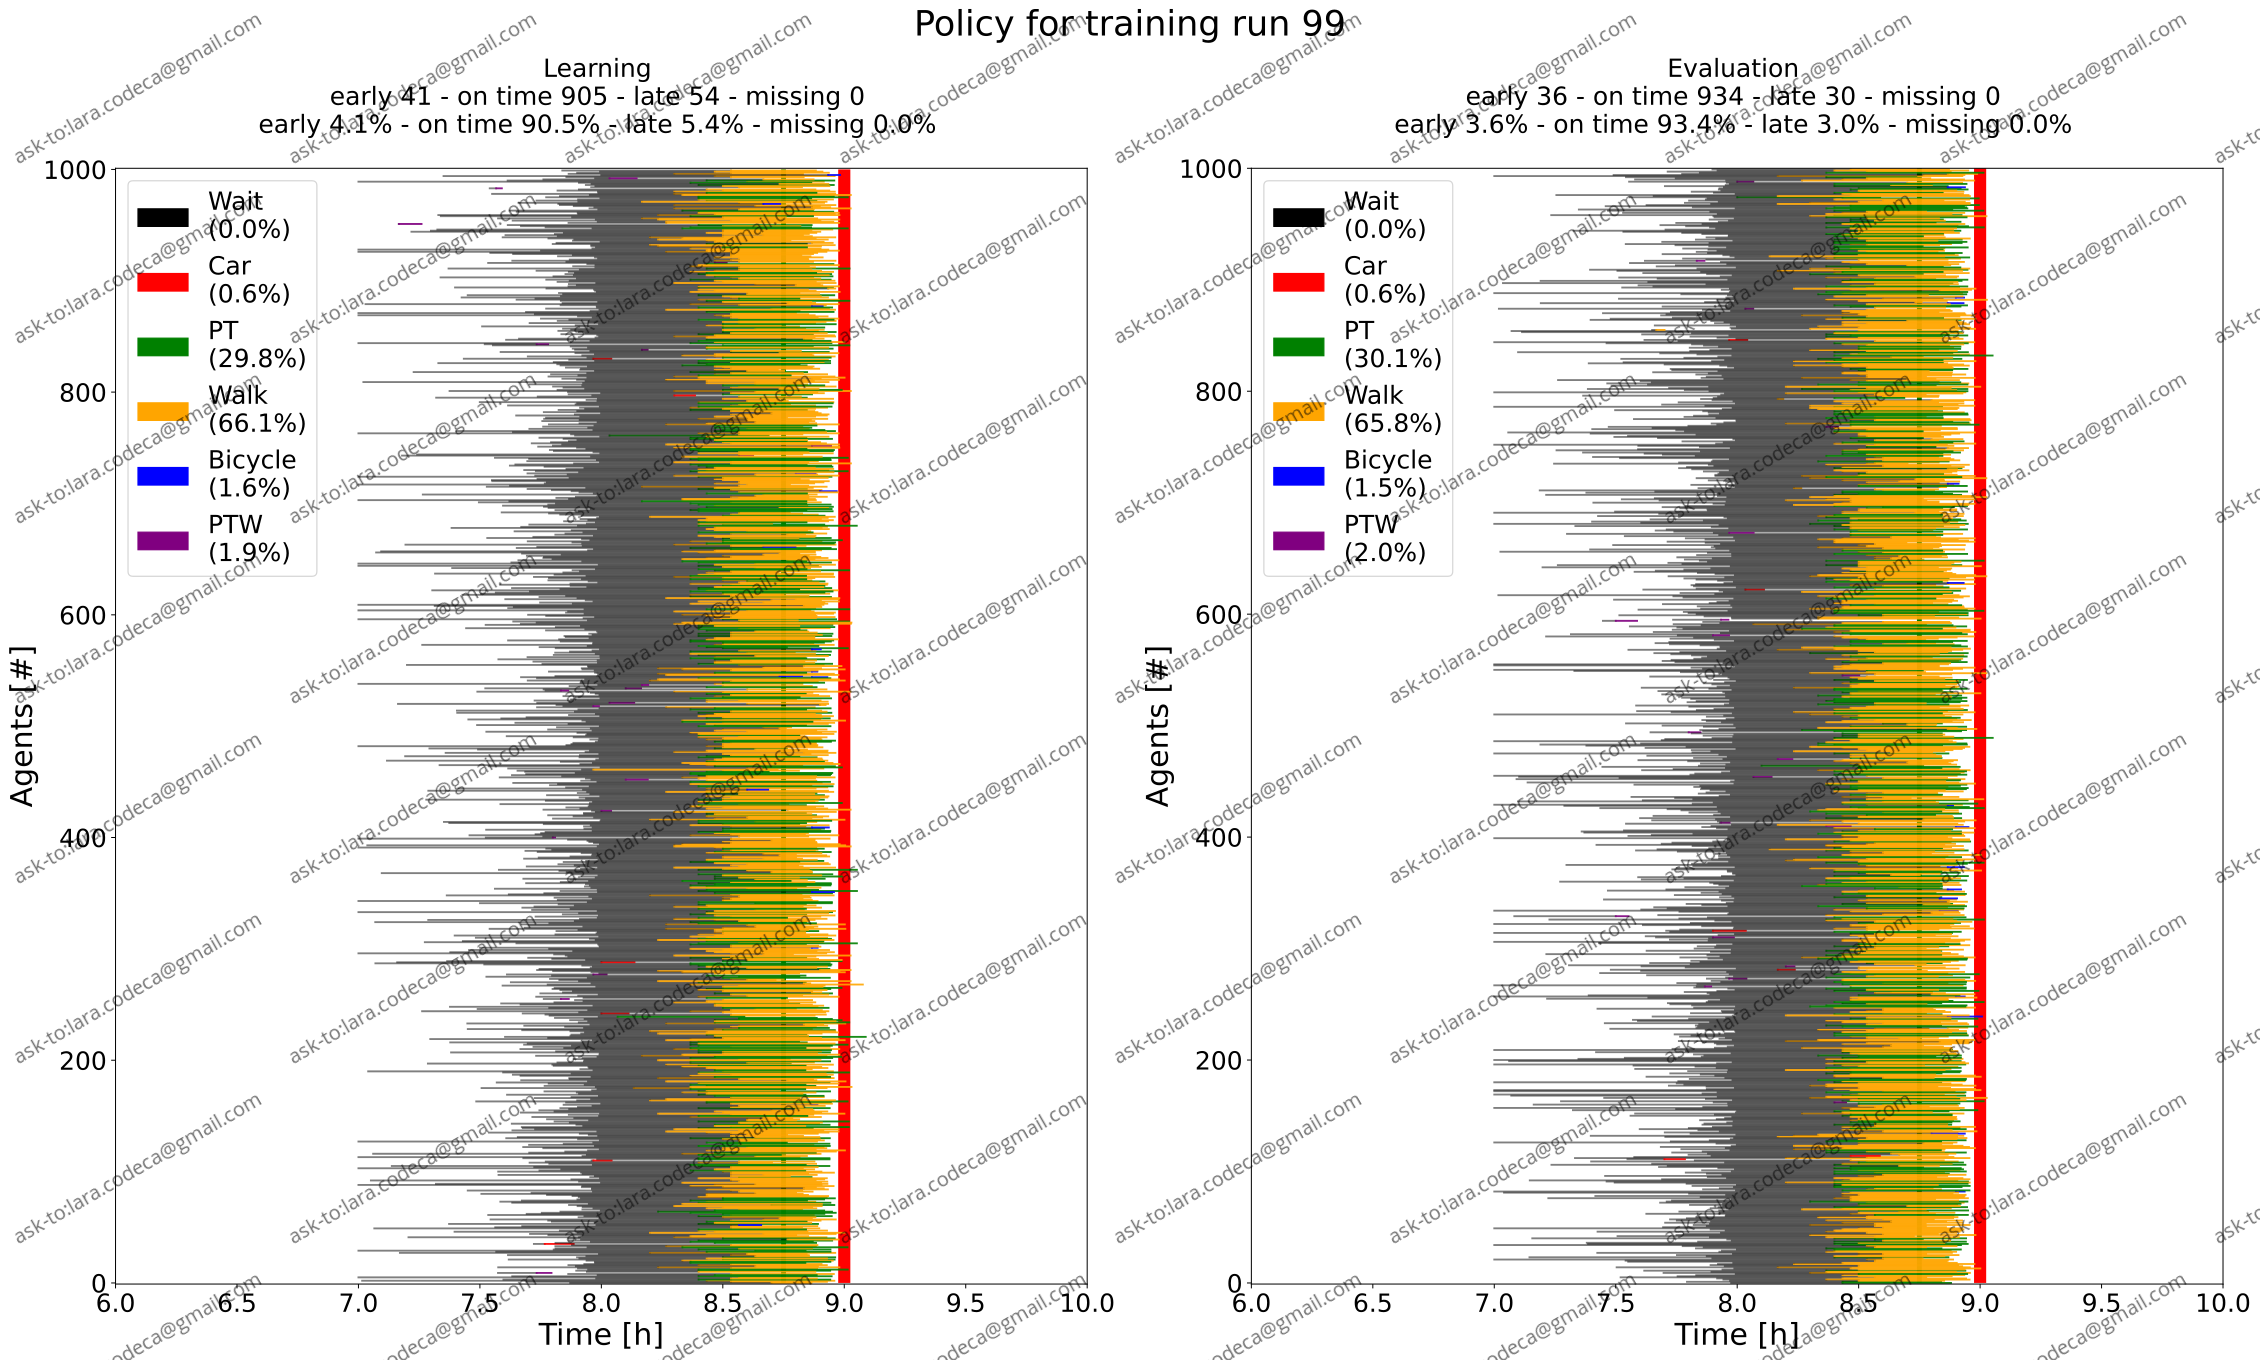 Policy for training run 99
Learning
early 41 - on time 905 - late 54 - missing 0
early 4.1% - on time 90.5% - late 5.4% - missing 0.0%
1000
800
600
400
200
0
Agents [#]
Wait
(0.0%)
Car
(0.6%)
PT
(29.8%)
Walk
(66.1%)
Bicycle
(1.6%)
PTW
(1.9%)
6.0 6.5 7.0 7.5 8.0 8.5 9.0 9.5 10.0
Time [h]
Evaluation
early 36 - on time 934 - late 30 - missing 0
early 3.6% - on time 93.4% - late 3.0% - missing 0.0%
1000
800
600
400
200
0
Agents [#]
Wait
(0.0%)
Car
(0.6%)
PT
(30.1%)
Walk
(65.8%)
Bicycle
(1.5%)
PTW
(2.0%)
6.0 6.5 7.0 7.5 8.0 8.5 9.0 9.5 10.0
Time [h]
ask-to:lara.codeca@gmail.com